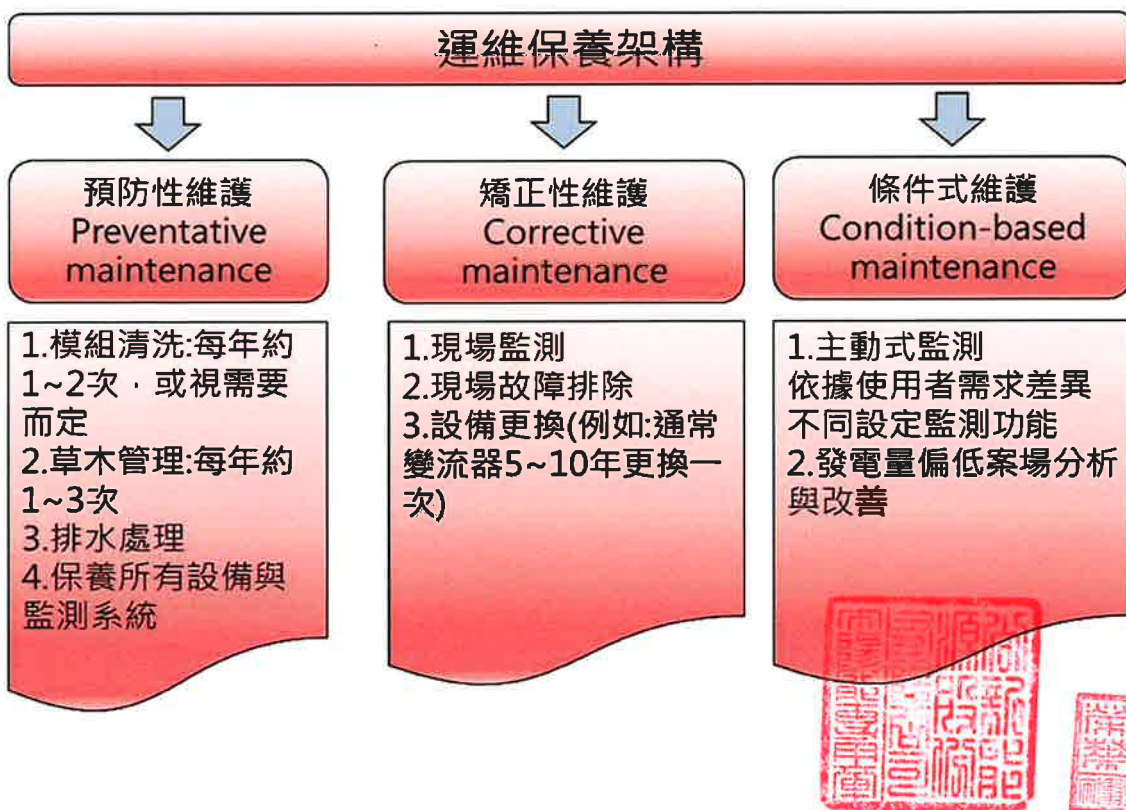 運維保養架構
預防性維護
Preventative
maintenance
矯正性維護
Corrective
maintenance
條件式維護
Condition-based
maintenance
1.模組清洗:每年約
1~2次，或視需要
而定
2.草木管理:每年約
1~3次
3.排水處理
4.保養所有設備與
監測系統
1.現場監測
2.現場故障排除
3.設備更換(例如:通常
變流器5~10年更換一
次)
1.主動式監測
依據使用者需求差異
不同設定監測功能
2.發電量偏低案場分析
與改善